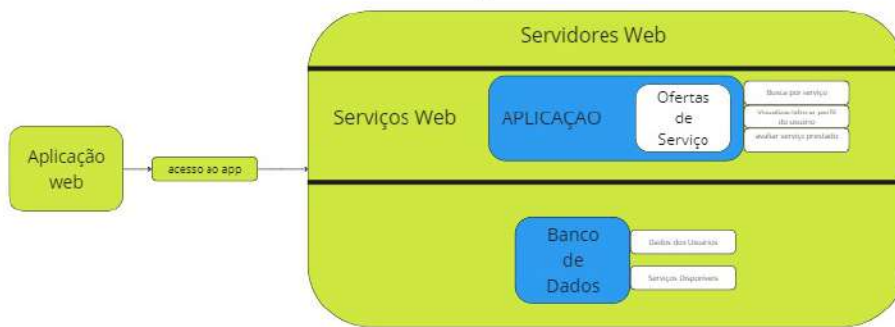 Servidores Web
Serviços Web
APLICAÇAO
Ofertas
de
Serviço
Busca por serviço
Visualizar
perfil
do usuário
avaliar serviço prestado
Aplicação
web
acesso ao app
Banco
de
Dados
Dados dos Usuários
Serviços Disponíveis